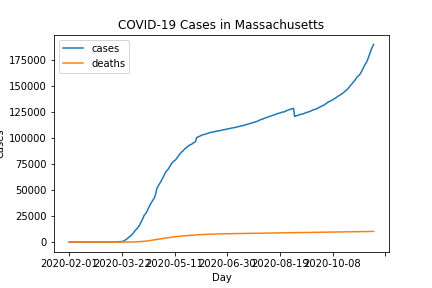 COVID-19 Cases in Massachusetts
cases
deaths
175000
150000
125000
100000
75000
50000
25000
0
cases
2020-02-01 2020-03-22 2020-05-11 2020-06-30 2020-08-19 2020-10-08
Day